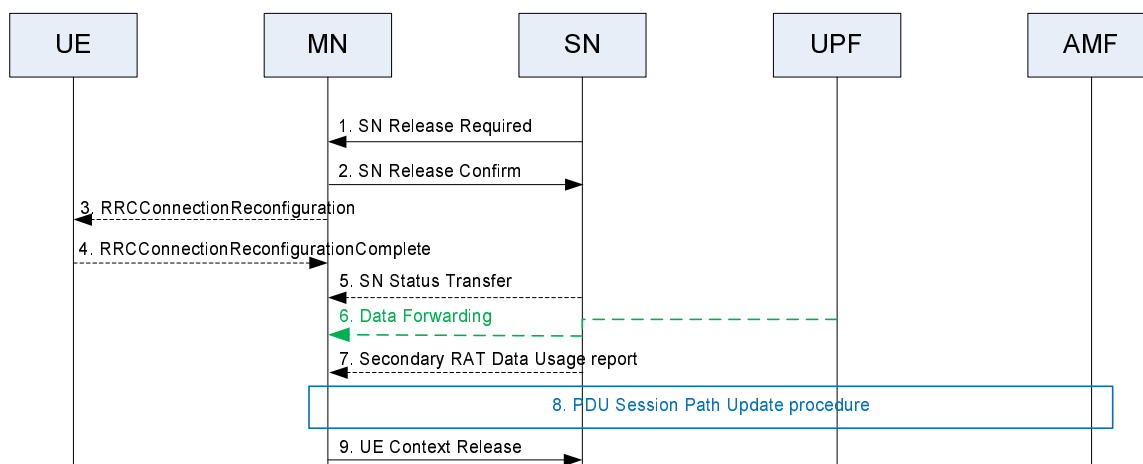 UE
MN
SN
UPF
AMF
1. SN Release Required
2. SN Release Confirm
3. RRCConnectionReconfiguration
4. RRCConnectionReconfigurationComplete
5. SN Status Transfer
6. Data Forwarding
7. Secondary RAT Data Usage report
8. PDU Session Path Update procedure
9. UE Context Release